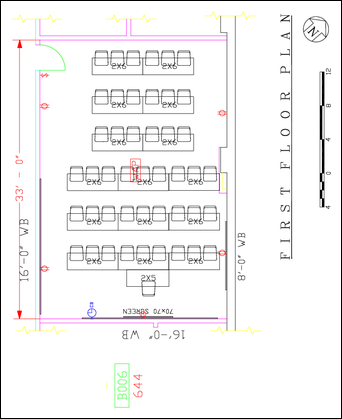 FIRST FLOOR PLAN
N
12
8
4
0
4
$
33' - 0"
16'-0" WB
2X6 2X6
2X6 2X6
2X6 2X6
2X6 2X6 2X6
2X6 2X6 2X6
2X6 2X6 2X6
2X5
70x70 SCREEN
8'-0" WB
16'-0" WB
B006
644